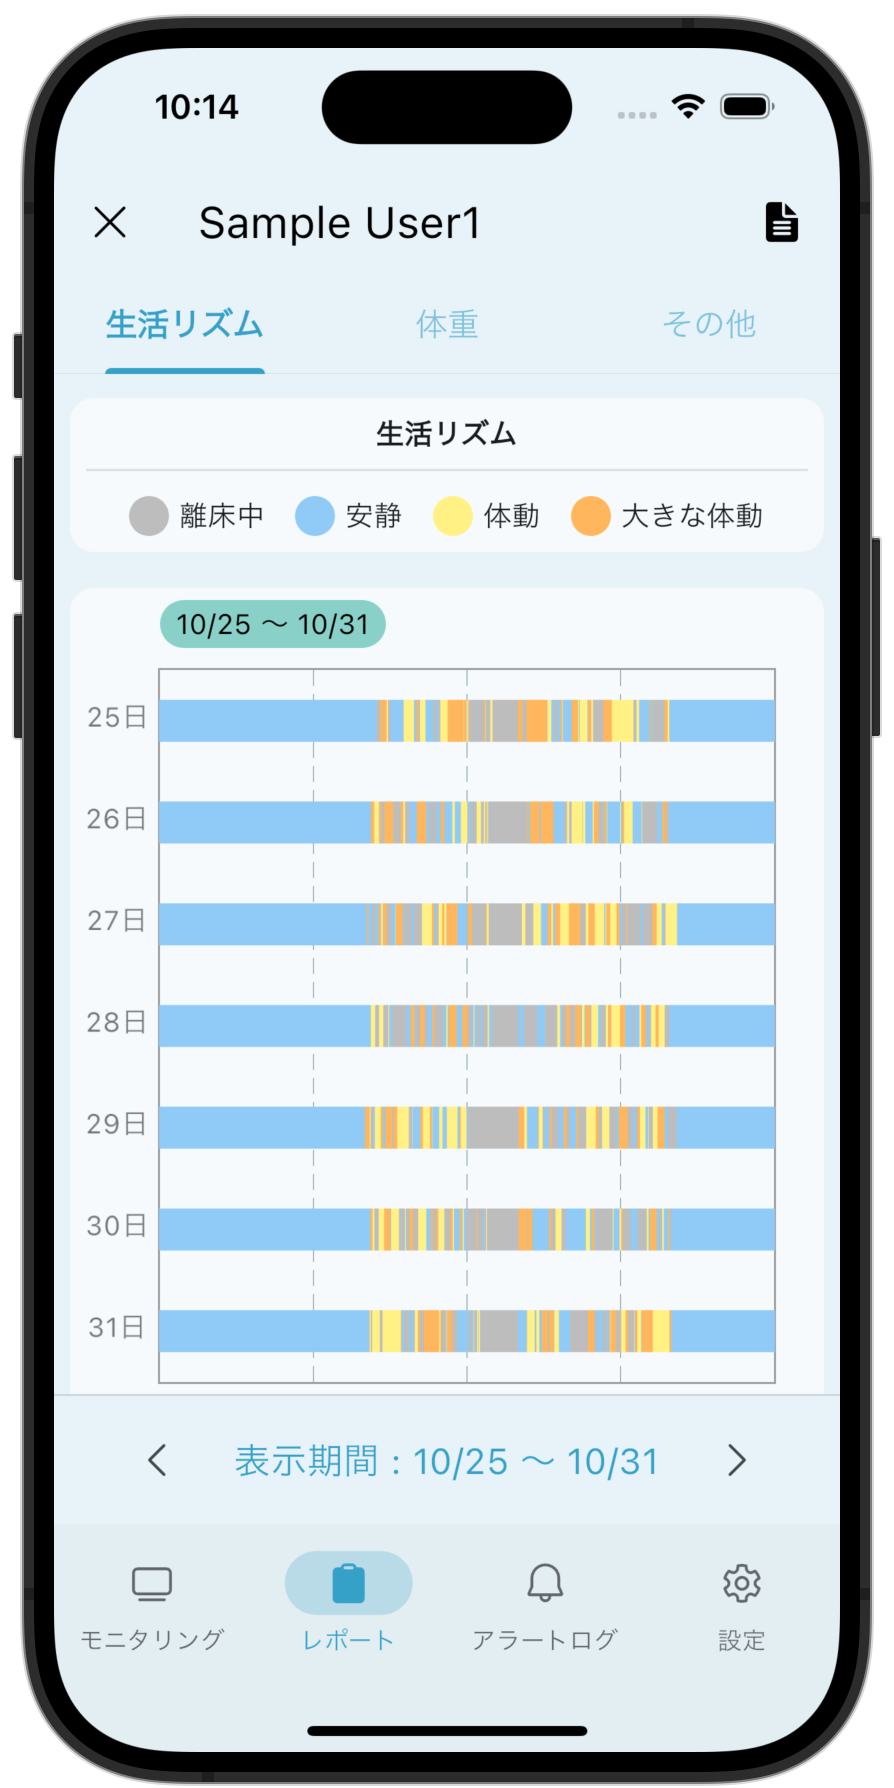 10:14
Sample User1
生活リズム 体重 その他
生活リズム
離床中 安静 体動 大きな体動
10/25 〜 10/31
25日
26日
27日
28日
29日
30日
31日
表示期間 : 10/25 〜 10/31
モニタリング レポート アラートログ 設定